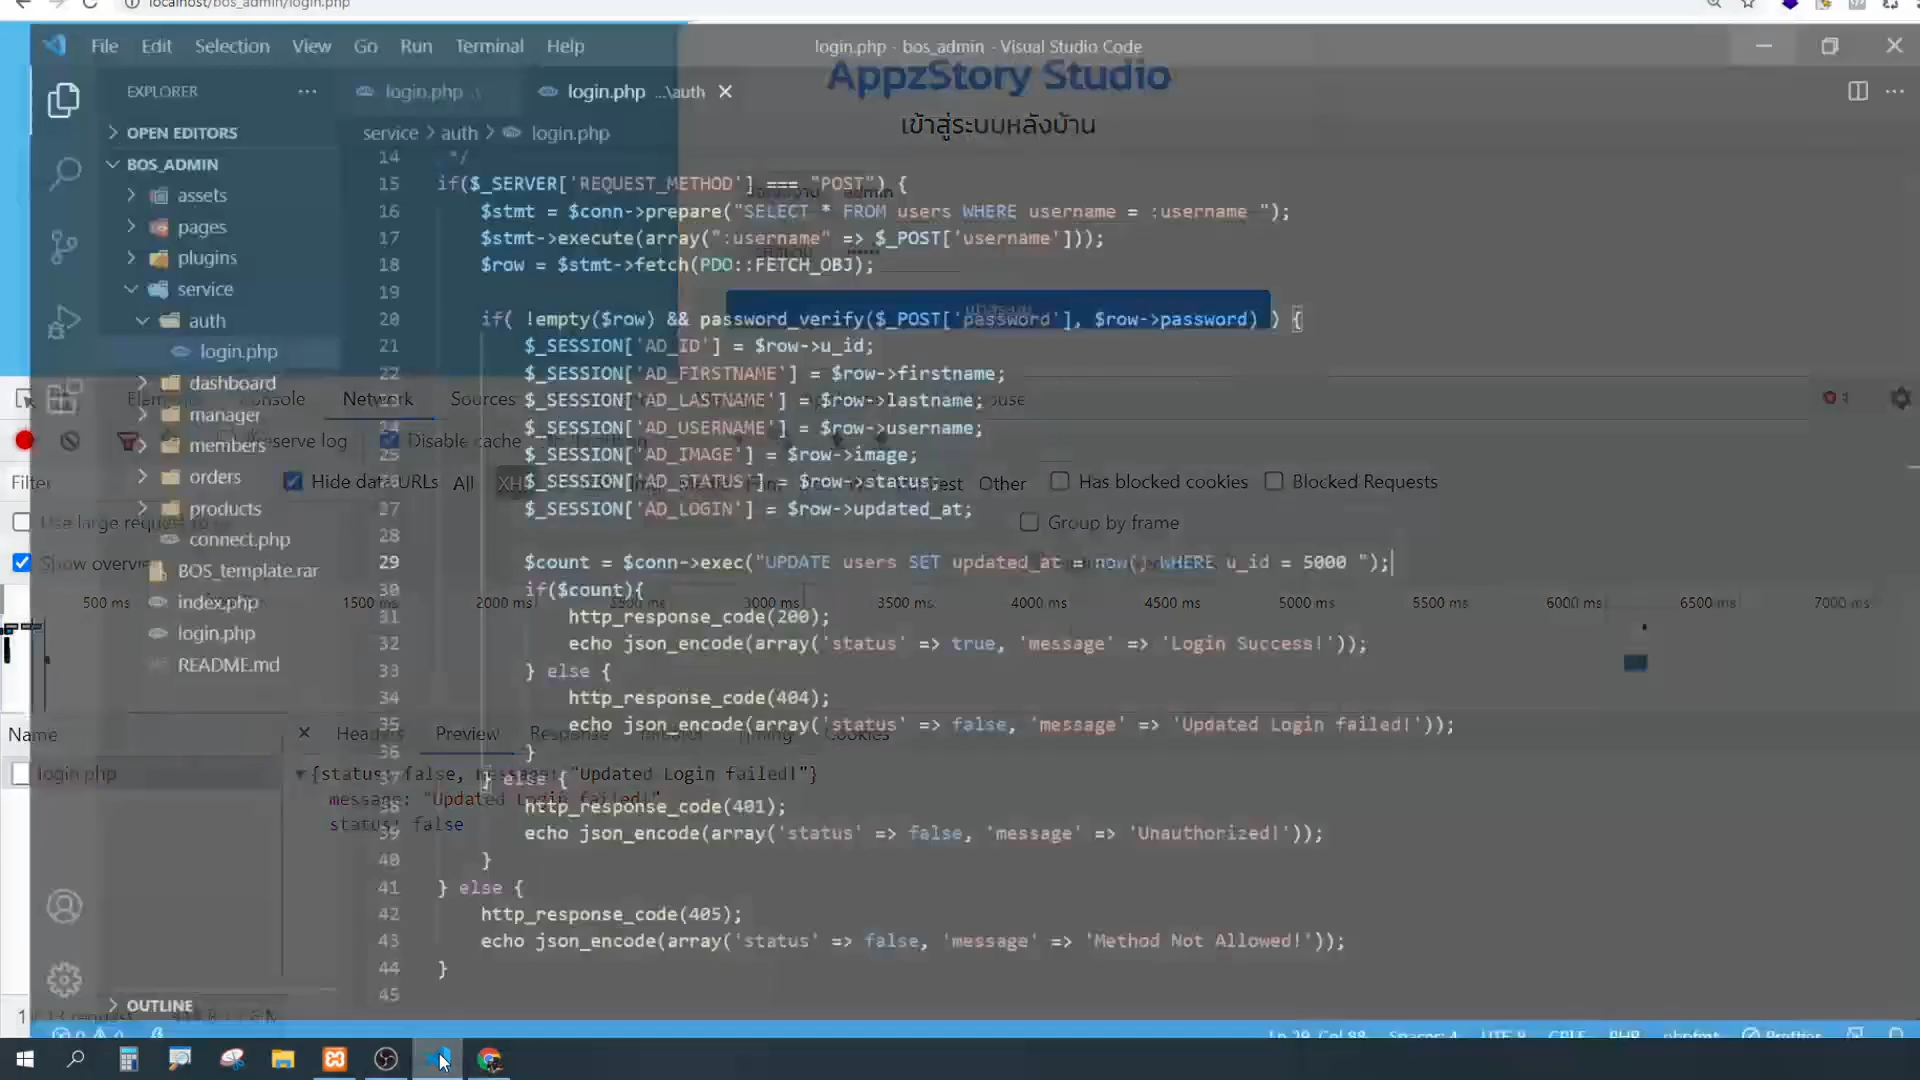 localhost/bos_admin/login.php
File Edit Selection View Go Run Terminal Help
login.php - bos_admin - Visual Studio Code
AppzStory Studio
เข้าสู่ระบบหลังบ้าน
EXPLORER
login.php
login.php ...\auth
OPEN EDITORS
BOS_ADMIN
assets
pages
plugins
service
auth
login.php
dashboard
manager
members
orders
products
connect.php
BOS_template.rar
index.php
login.php
README.md
OUTLINE
service > auth > login.php
14 */
15 if($_SERVER['REQUEST_METHOD'] === "POST") {
16 $stmt = $conn->prepare("SELECT * FROM users WHERE username = :username ");
17 $stmt->execute(array(":username" => $_POST['username']));
18 $row = $stmt->fetch(PDO::FETCH_OBJ);
19
20 if( !empty($row) && password_verify($_POST['password'], $row->password) ) {
21 $_SESSION['AD_ID'] = $row->u_id;
22 $_SESSION['AD_FIRSTNAME'] = $row->firstname;
23 $_SESSION['AD_LASTNAME'] = $row->lastname;
24 $_SESSION['AD_USERNAME'] = $row->username;
25 $_SESSION['AD_IMAGE'] = $row->image;
26 $_SESSION['AD_STATUS'] = $row->status;
27 $_SESSION['AD_LOGIN'] = $row->updated_at;
28
29 $count = $conn->exec("UPDATE users SET updated_at = now() WHERE u_id = 5000 ");
30 if($count){
31 http_response_code(200);
32 echo json_encode(array('status' => true, 'message' => 'Login Success!'));
33 } else {
34 http_response_code(404);
35 echo json_encode(array('status' => false, 'message' => 'Updated Login failed!'));
36 }
37 } else {
38 http_response_code(401);
39 echo json_encode(array('status' => false, 'message' => 'Unauthorized!'));
40 }
41 } else {
42 http_response_code(405);
43 echo json_encode(array('status' => false, 'message' => 'Method Not Allowed!'));
44 }
45
admin
Elements Console Network Sources
Preserve log Disable cache
Filter Hide data URLs All Other Has blocked cookies Blocked Requests
Use large request Group by frame
Show overview
500 ms 1500 ms 2000 ms 2500 ms 3000 ms 3500 ms 4000 ms 4500 ms 5000 ms 5500 ms 6000 ms 6500 ms 7000 ms
Name Headers Preview Response Initiator Timing Cookies
login.php
{status: false, message: "Updated Login failed!"}
message: "Updated Login failed!"
status: false